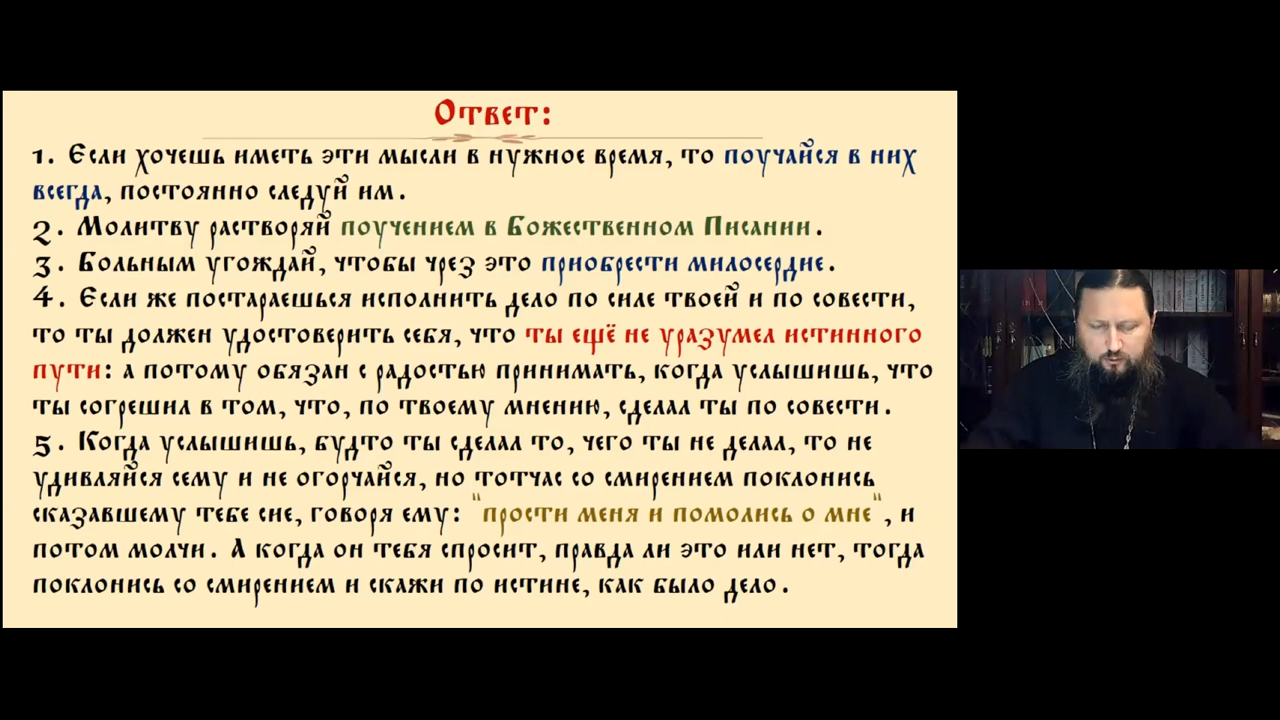 Ответ:
1. Если хочешь иметь эти мысли в нужное время, то поучайся в них
всегда, постоянно следуй им.
2. Молитву растворяй поучением в Божественном Писании.
3. Больным угождай, чтобы чрез это приобрести милосердие.
4. Если же постараешься исполнить дело по силе твоей и по совести,
то ты должен удостоверить себя, что ты ещё не уразумел истинного
пути: а потому обязан с радостью принимать, когда услышишь, что
ты согрешил в том, что, по твоему мнению, сделал ты по совести.
5. Когда услышишь, будто ты сделал то, чего ты не делал, то не
удивляйся сему и не огорчайся, но тотчас со смирением поклонись
сказавшему тебе сие, говоря ему: "прости меня и помолись о мне", и
потом молчи. А когда он тебя спросит, правда ли это или нет, тогда
поклонись со смирением и скажи по истине, как было дело.